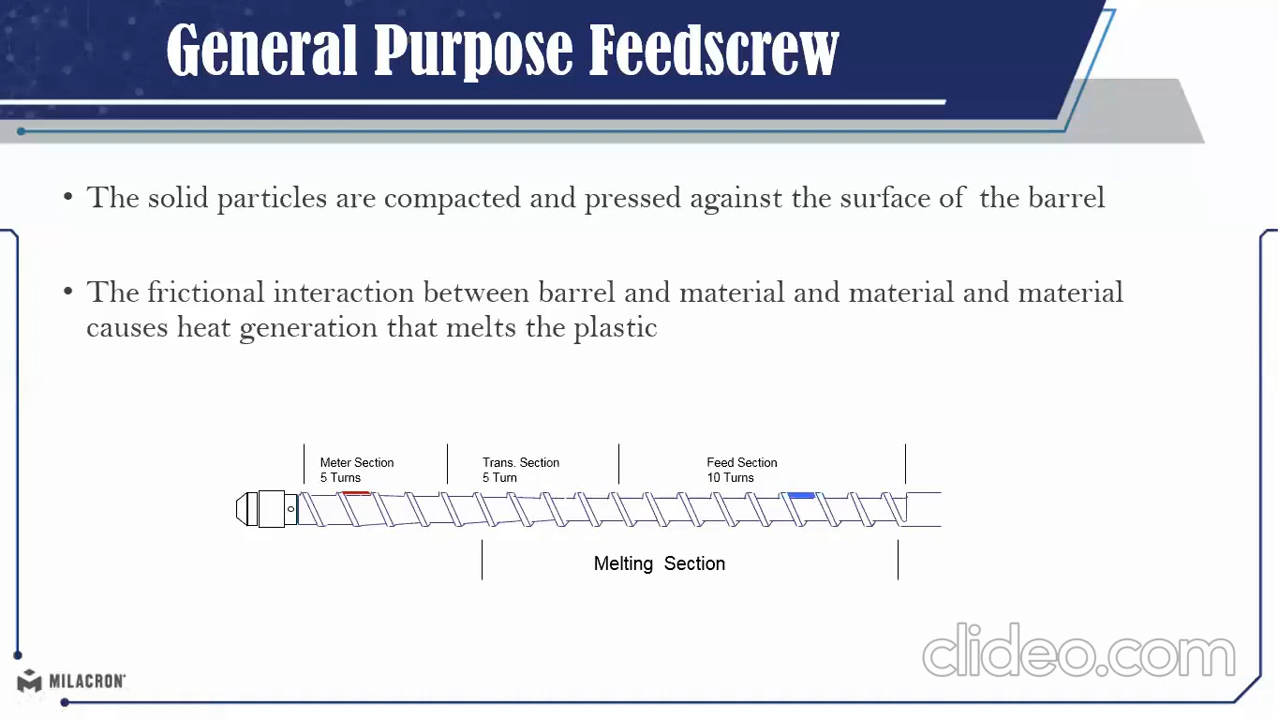 General Purpose Feedscrew
• The solid particles are compacted and pressed against the surface of the barrel
• The frictional interaction between barrel and material and material and material
causes heat generation that melts the plastic
Meter Section
5 Turns
Trans. Section
5 Turn
Feed Section
10 Turns
Melting Section
clideo.com
MILACRON